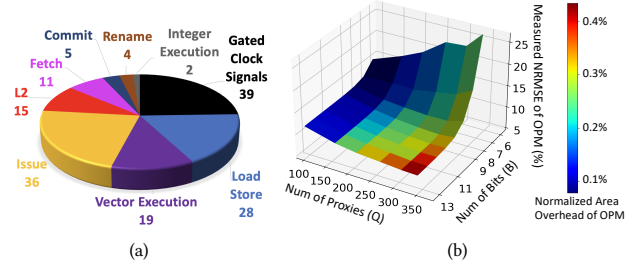 Commit
5
Rename
4
Integer
Execution
2
Gated
Clock
Signals
39
Fetch
11
L2
15
Issue
36
Vector Execution
19
Load
Store
28
(a)
Measured NRMSE of OPM (%)
25
20
15
10
5
100
150
200
250
300
350
Num of Proxies (Q)
6
7
8
9
11
13
Num of Bits (B)
0.4%
0.3%
0.2%
0.1%
Normalized Area
Overhead of OPM
(b)